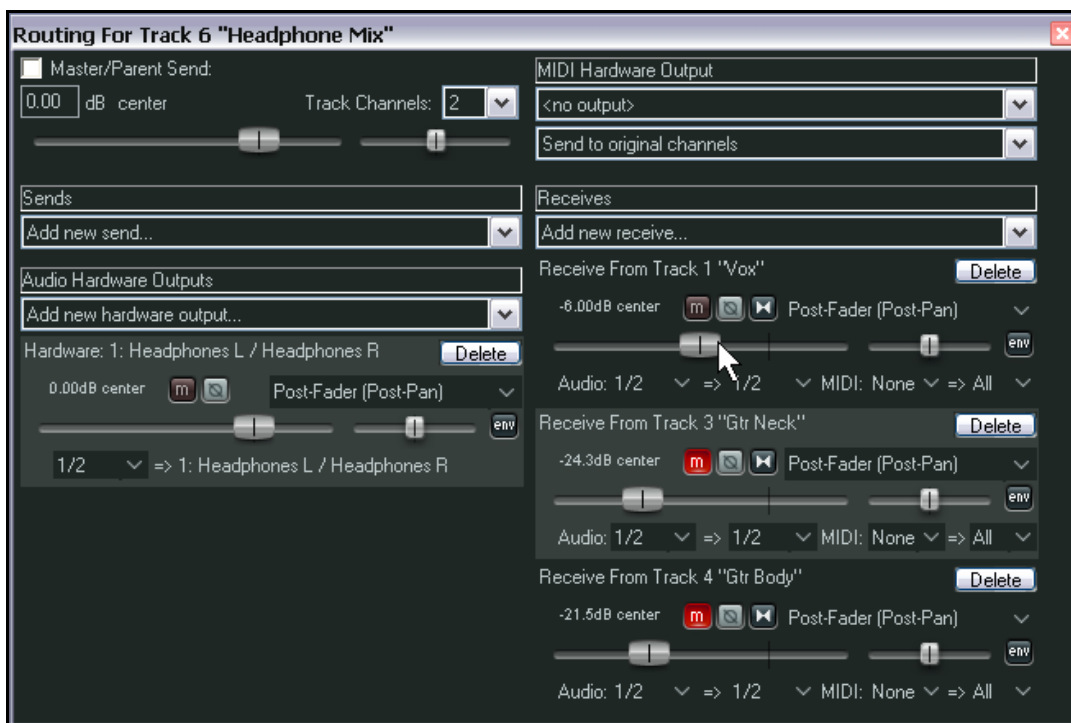 Routing For Track 6 "Headphone Mix"
Master/Parent Send:
0.00 dB center Track Channels: 2
Sends
Add new send...
Audio Hardware Outputs
Add new hardware output...
Hardware: 1: Headphones L / Headphones R Delete
0.00dB center m Post-Fader (Post-Pan)
env
1/2 => 1: Headphones L / Headphones R
MIDI Hardware Output
<no output>
Send to original channels
Receives
Add new receive...
Receive From Track 1 "Vox" Delete
-6.00dB center m Post-Fader (Post-Pan)
env
Audio: 1/2 => 1/2 MIDI: None => All
Receive From Track 3 "Gtr Neck" Delete
-24.3dB center m Post-Fader (Post-Pan)
env
Audio: 1/2 => 1/2 MIDI: None => All
Receive From Track 4 "Gtr Body" Delete
-21.5dB center m Post-Fader (Post-Pan)
env
Audio: 1/2 => 1/2 MIDI: None => All